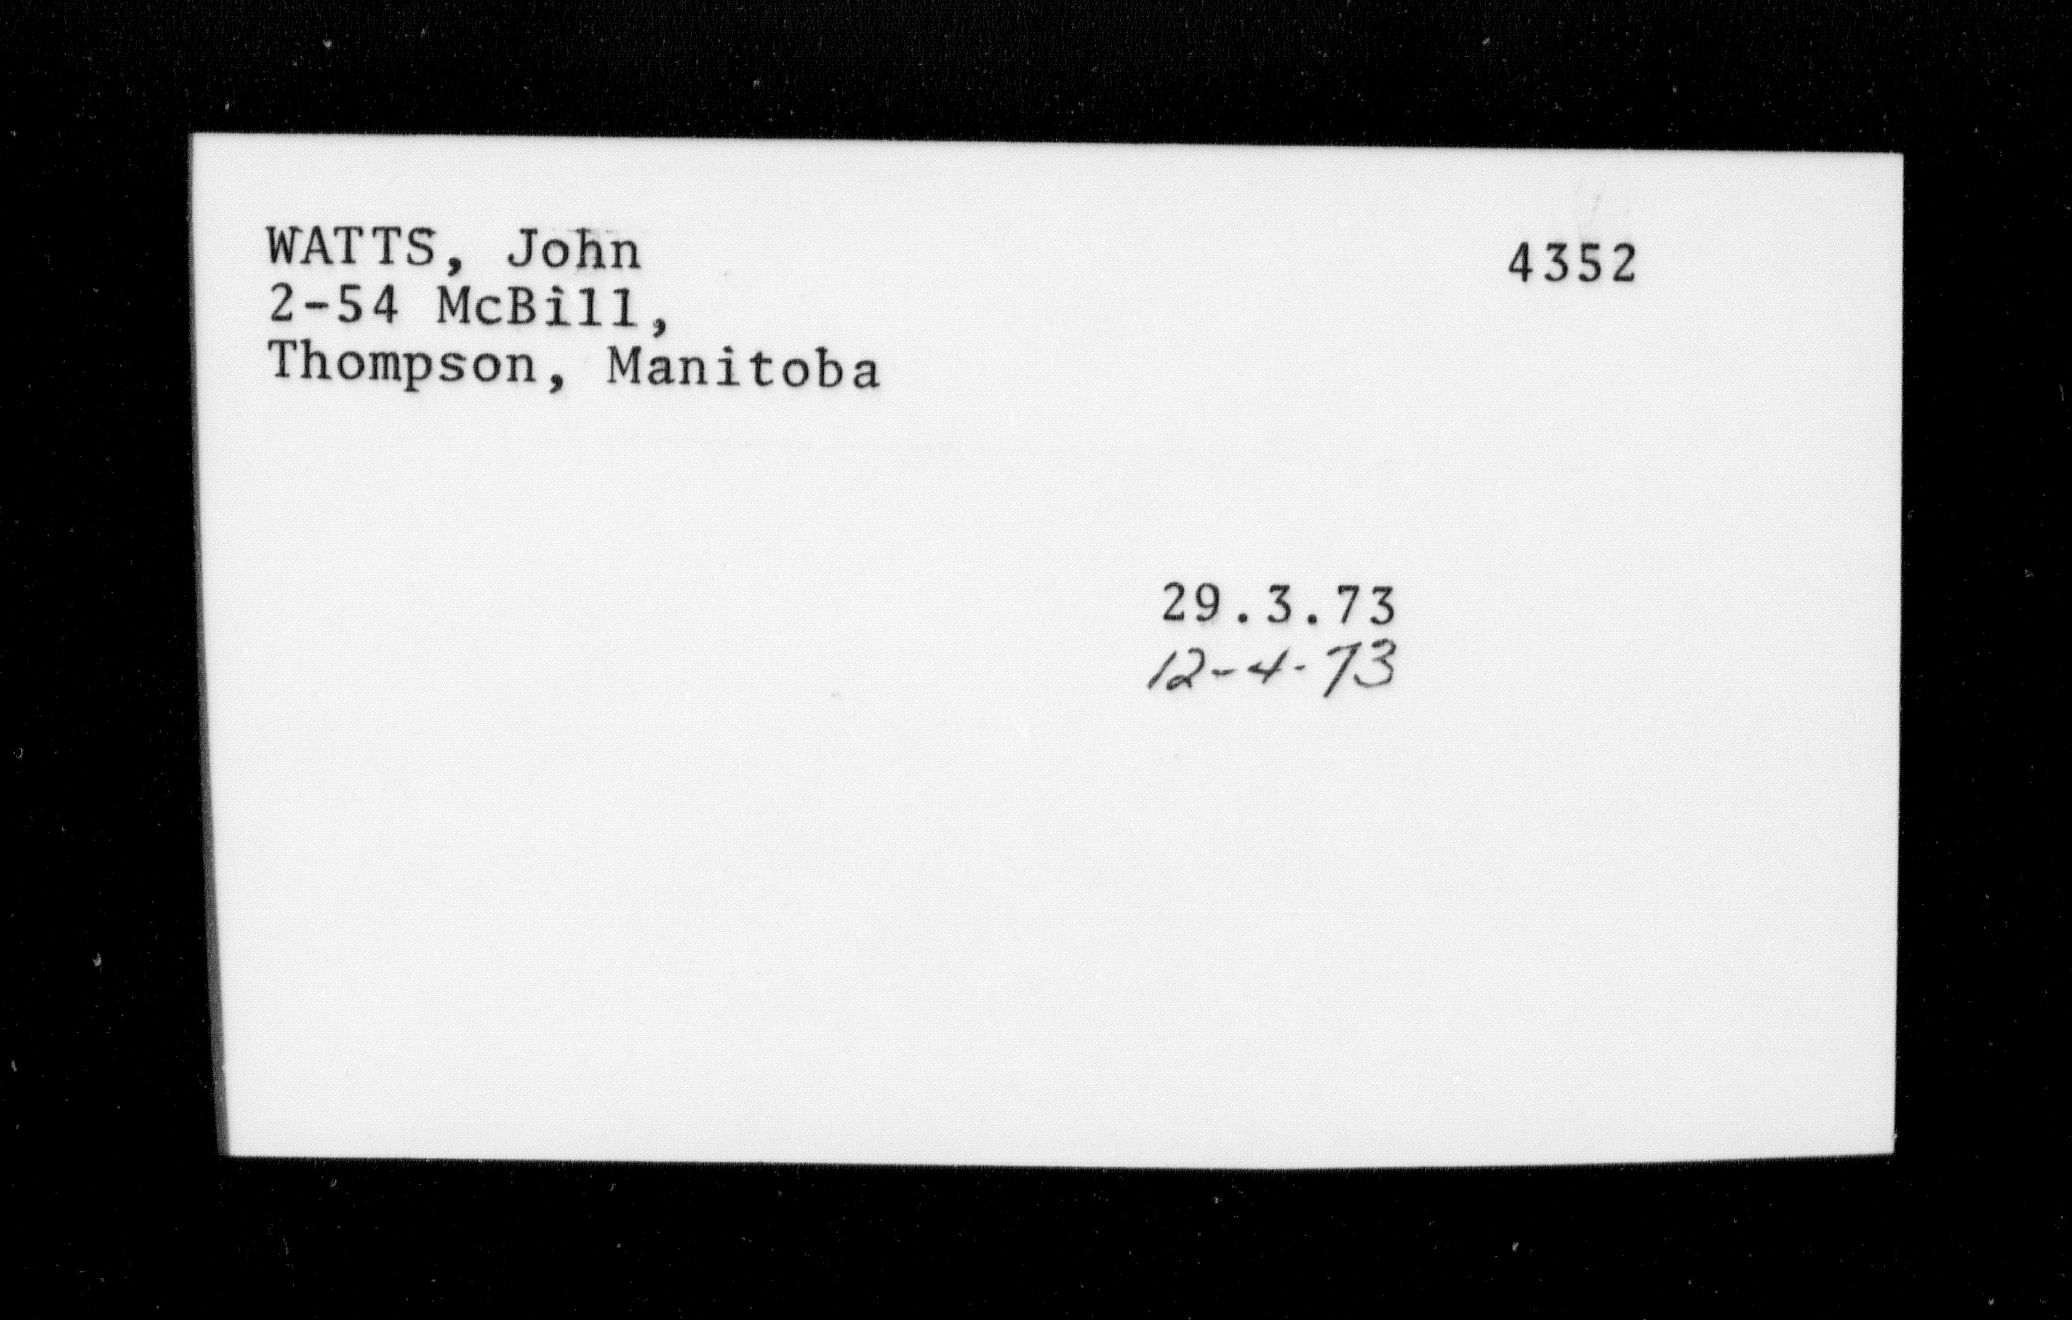 WATTS, John 4352
2-54 McBill,
Thompson, Manitoba
29.3.73
12-4-73